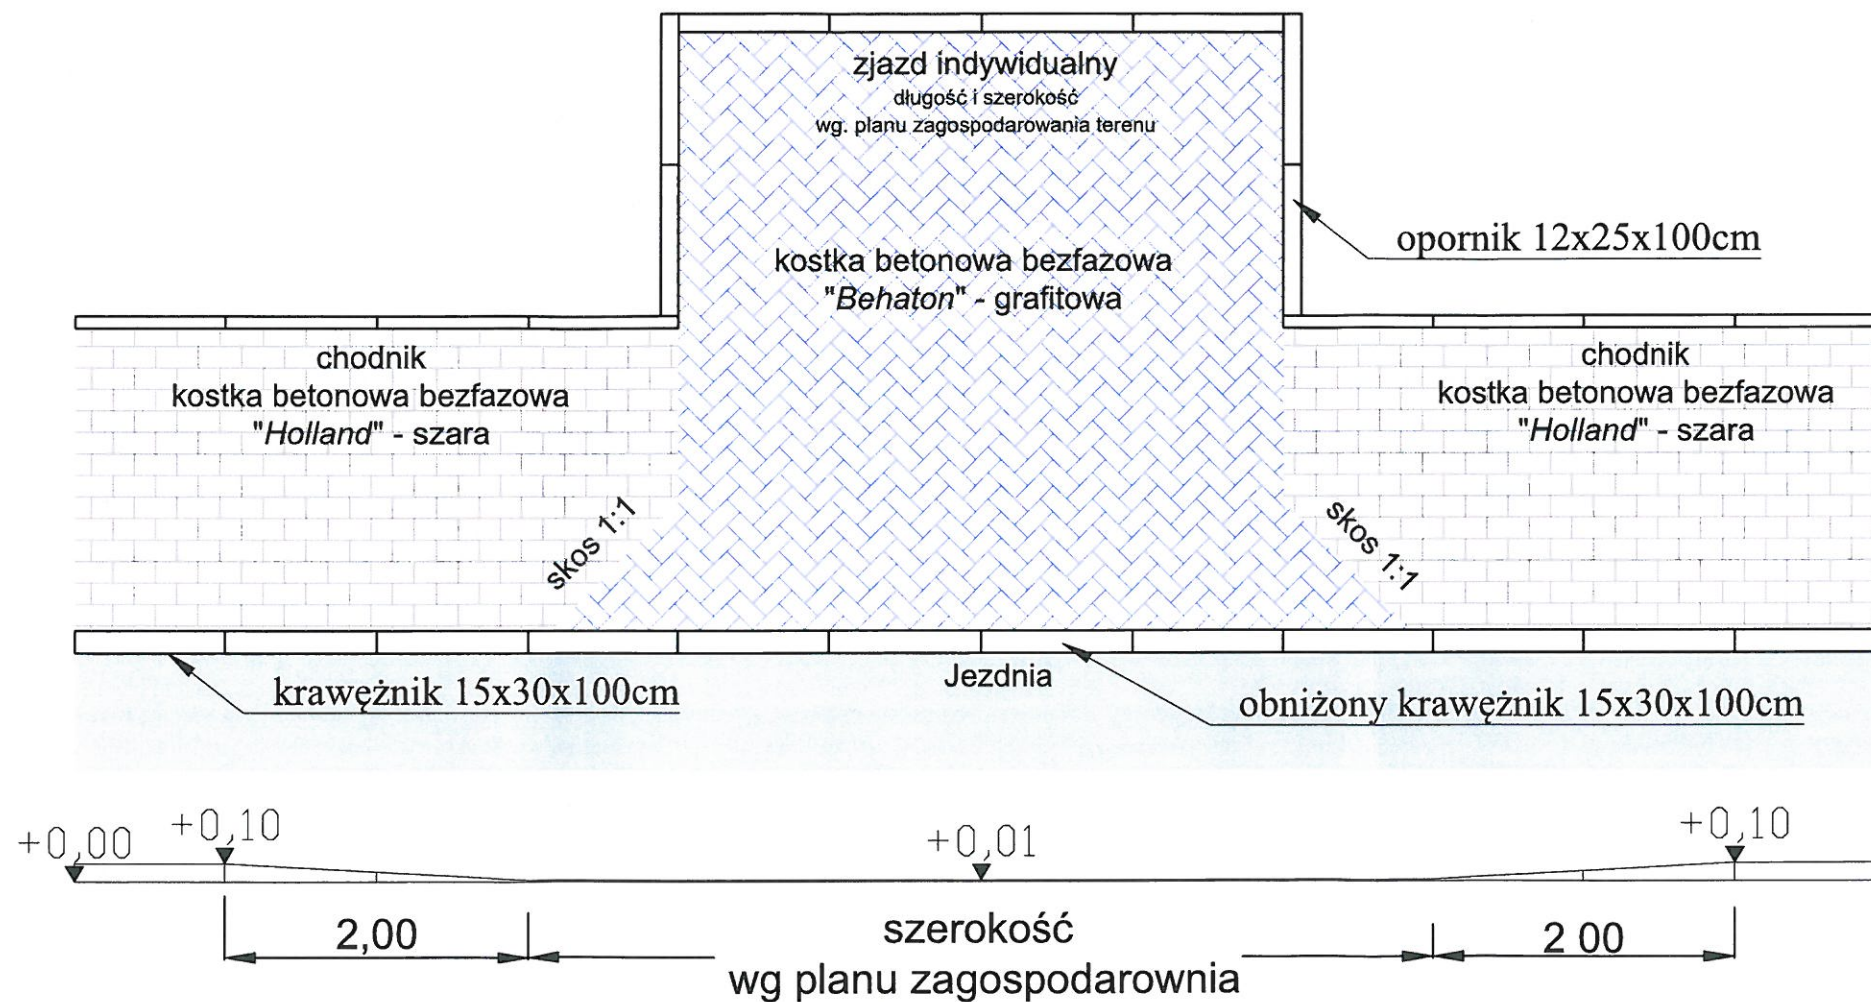 zjazd indywidualny
długość i szerokość
wg. planu zagospodarowania terenu
opornik 12x25x100cm
kostka betonowa bezfazowa
"Behaton" - grafitowa
chodnik
kostka betonowa bezfazowa
"Holland" - szara
chodnik
kostka betonowa bezfazowa
"Holland" - szara
skos 1:1
skos 1:1
krawężnik 15x30x100cm
Jezdnia
obniżony krawężnik 15x30x100cm
+0,00
+0,10
+0,01
+0,10
2,00
szerokość
wg planu zagospodarownia
2 00